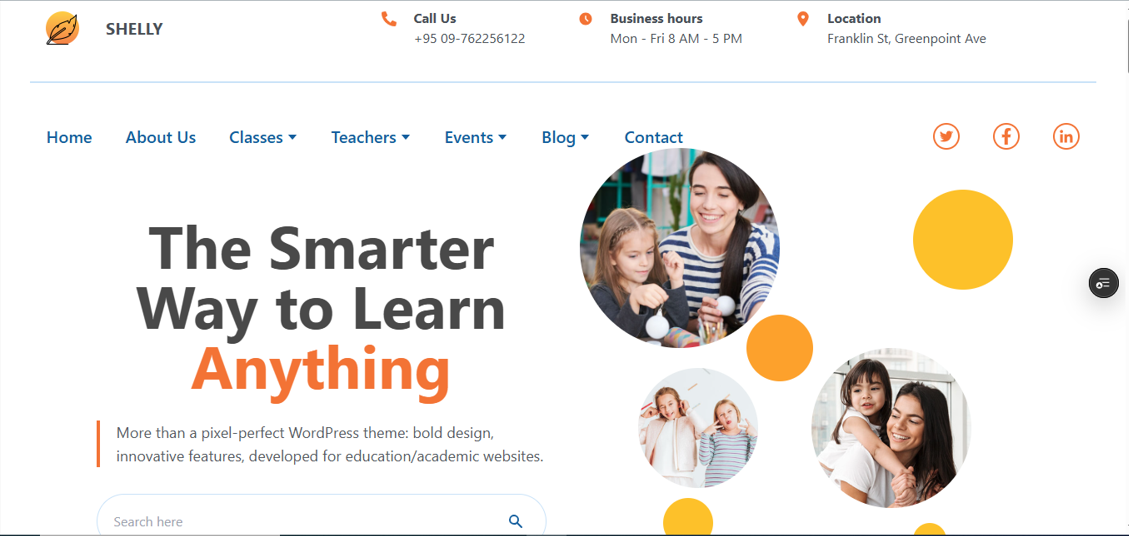 SHELLY
Call Us
+95 09-762256122
Business hours
Mon - Fri 8 AM - 5 PM
Location
Franklin St, Greenpoint Ave
Home About Us Classes Teachers Events Blog Contact
The Smarter
Way to Learn
Anything
More than a pixel-perfect WordPress theme: bold design,
innovative features, developed for education/academic websites.
Search here